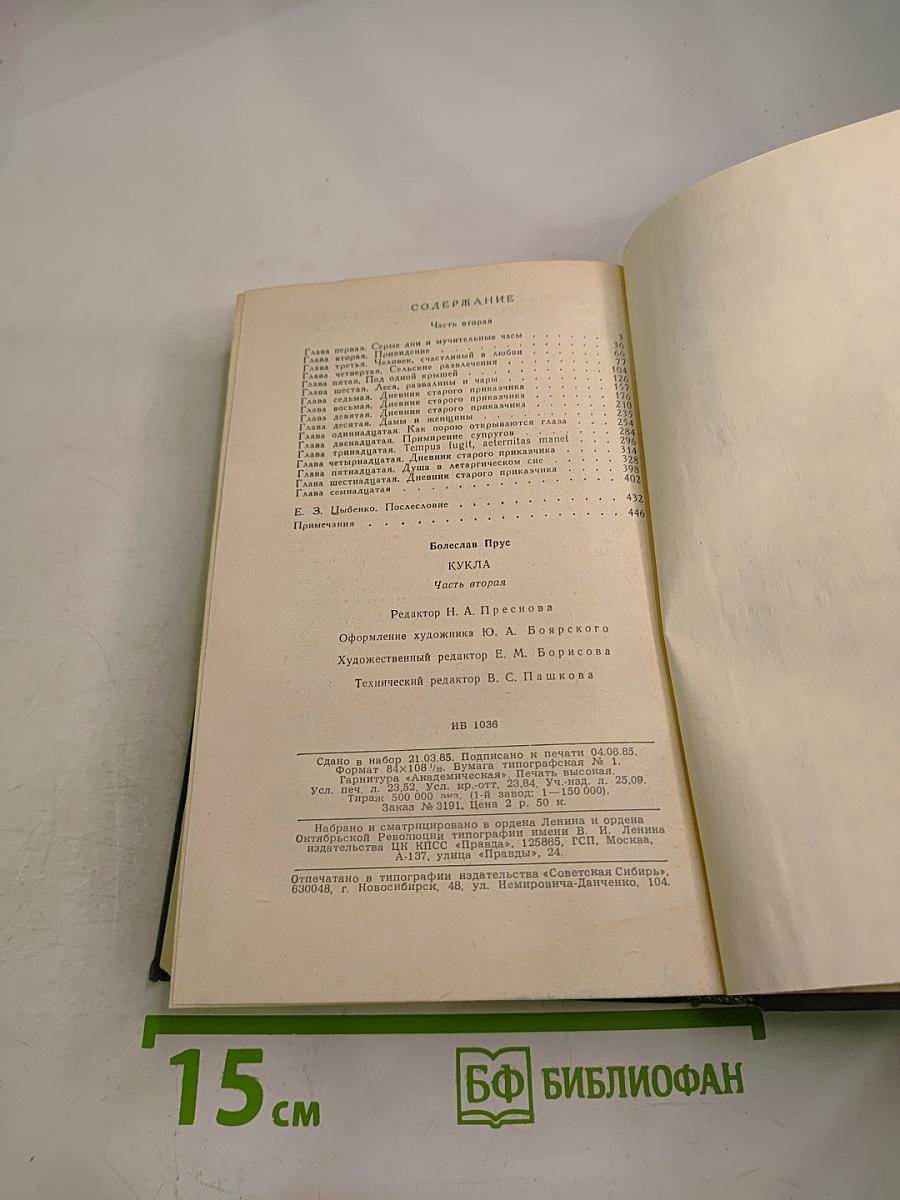 СОДЕРЖАНИЕ
Часть вторая
Глава первая. Серые дни и мучительные часы . . . . . . 3
Глава вторая. Привидение . . . . . . . . . . 36
Глава третья. Человек, счастливый в любви . . . . . . 66
Глава четвертая. Сельские развлечения . . . . . . . 77
Глава пятая. Под одной крышей . . . . . . . . . 104
Глава шестая. Леса, развалины и чары . . . . . . . 126
Глава седьмая. Дневник старого приказчика . . . . . . 157
Глава восьмая. Дневник старого приказчика . . . . . . 176
Глава девятая. Дневник старого приказчика . . . . . . 210
Глава десятая. Дамы и женщины . . . . . . . . . 235
Глава одиннадцатая. Как порою открываются глаза . . . 254
Глава двенадцатая. Примирение супругов . . . . . . . 284
Глава тринадцатая. Tempus fugit, aeternitas manet . . . 296
Глава четырнадцатая. Дневник старого приказчика . . . . 314
Глава пятнадцатая. Душа в летаргическом сне . . . . . 328
Глава шестнадцатая. Дневник старого приказчика . . . . 398
Глава семнадцатая . . . . . . . . . . . . . 402
Е. З. Цыбенко. Послесловие . . . . . . . . . . 432
Примечания . . . . . . . . . . . . . . . 446
Болеслав Прус
КУКЛА
Часть вторая
Редактор Н. А. Преснова
Оформление художника Ю. А. Боярского
Художественный редактор Е. М. Борисова
Технический редактор В. С. Пашкова
ИБ 1036
Сдано в набор 21.03.85. Подписано к печати 04.06.85.
Формат 84×108 1/32. Бумага типографская № 1.
Гарнитура «Академическая». Печать высокая.
Усл. печ. л. 23,52. Усл. кр.-отт. 23,84. Уч.-изд. л. 25,09.
Тираж 500 000 экз. (1-й завод: 1—150 000).
Заказ № 3191. Цена 2 р. 50 к.
Набрано и сматрицировано в ордена Ленина и ордена
Октябрьской Революции типографии имени В. И. Ленина
издательства ЦК КПСС «Правда», 125865, ГСП, Москва,
А-137, улица «Правды», 24.
Отпечатано в типографии издательства «Советская Сибирь»,
630048, г. Новосибирск, 48, ул. Немировича-Данченко, 104.
15 см
БФ БИБЛИОФАН